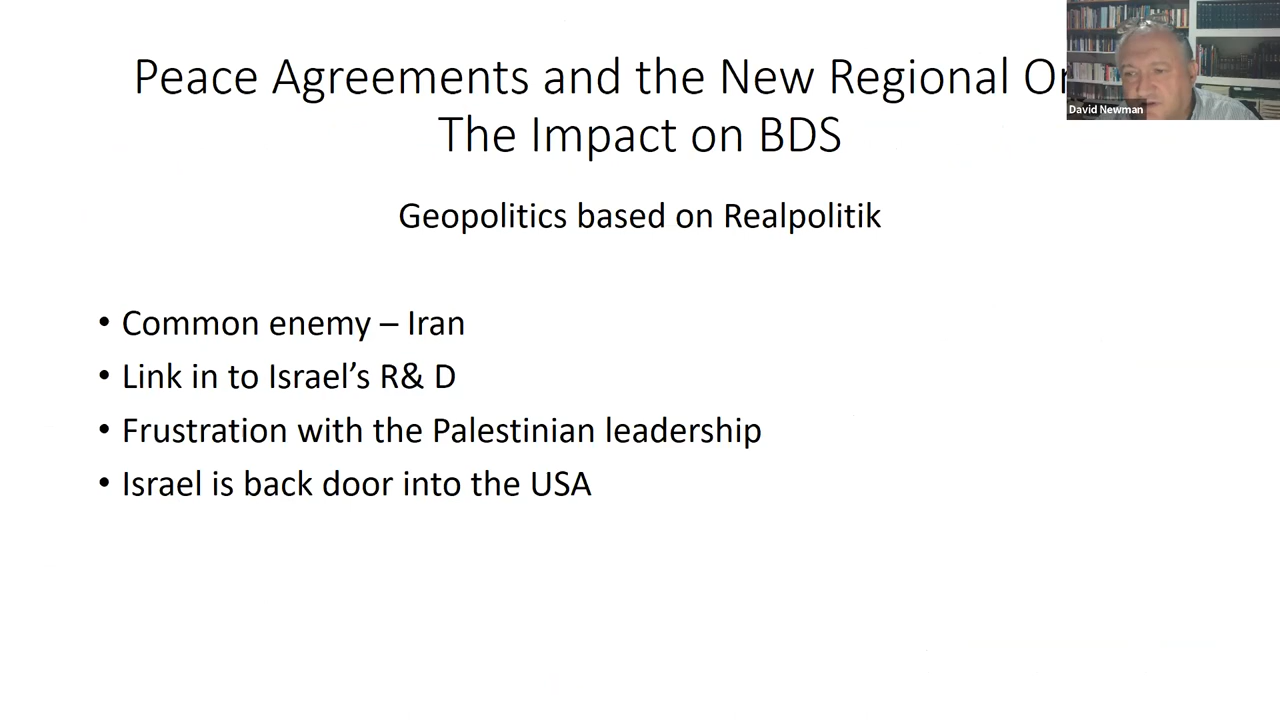 Peace Agreements and the New Regional
The Impact on BDS
David Newman
Geopolitics based on Realpolitik
• Common enemy – Iran
• Link in to Israel’s R& D
• Frustration with the Palestinian leadership
• Israel is back door into the USA